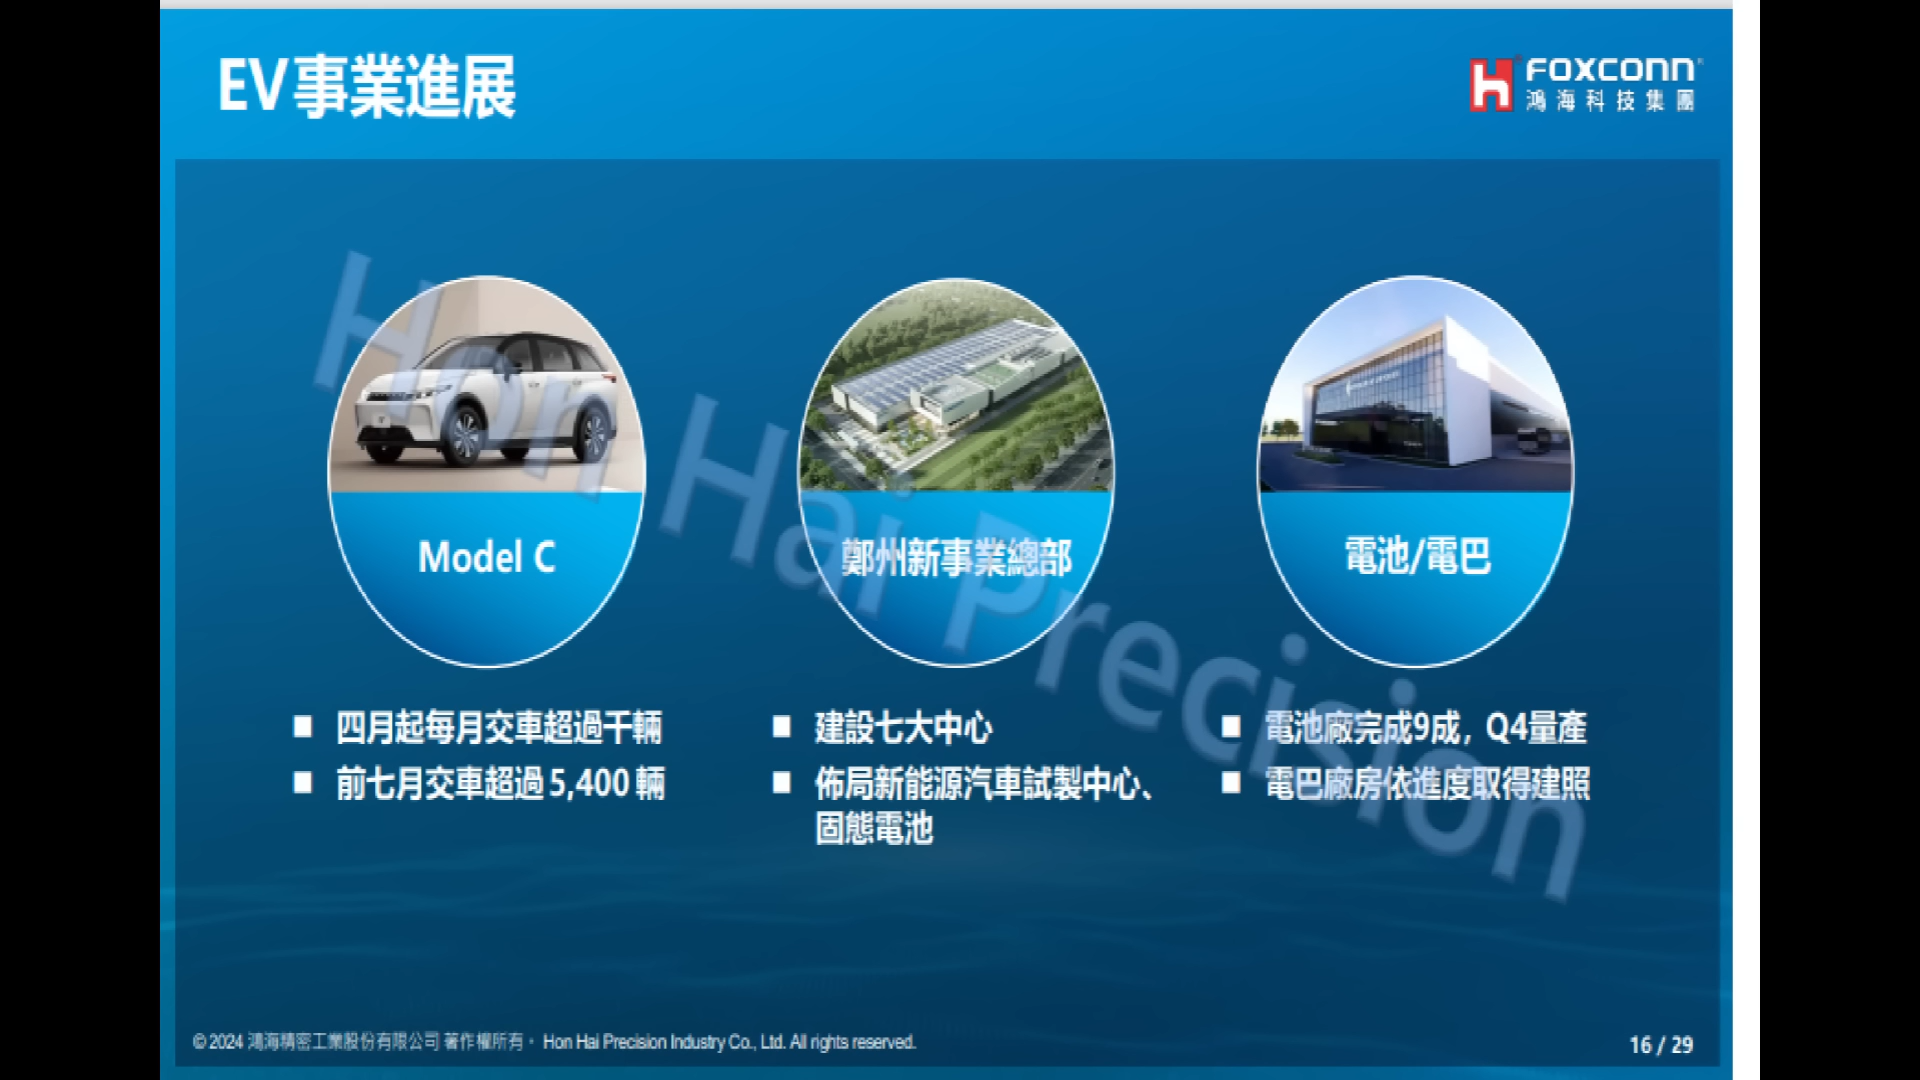 EV事業進展
FOXCONN
鴻海科技集團
Hon Hai Precision
Model C
鄭州新事業總部
電池/電巴
四月起每月交車超過千輛
前七月交車超過5,400輛
建設七大中心
佈局新能源汽車試製中心、
固態電池
電池廠完成9成, Q4量產
電巴廠房依進度取得建照
© 2024 鴻海精密工業股份有限公司 著作權所有。 Hon Hai Precision Industry Co., Ltd. All rights reserved.
16 / 29